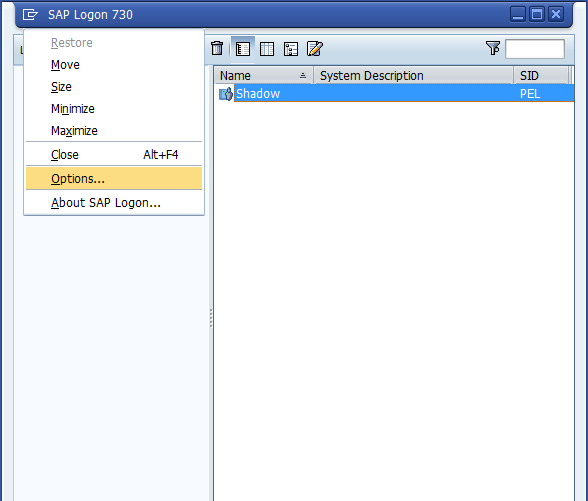 SAP Logon 730
Restore
Move
Size
Minimize
Maximize
Close Alt+F4
Options...
About SAP Logon...
Name System Description SID
Shadow PEL